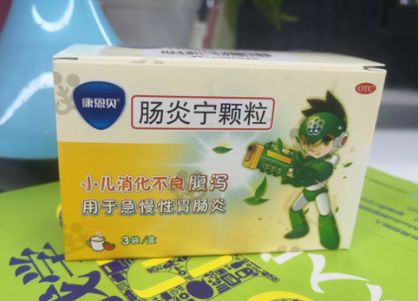 康恩贝
肠炎宁颗粒
OTC
小儿消化不良腹泻
用于急慢性胃肠炎
3袋/盒